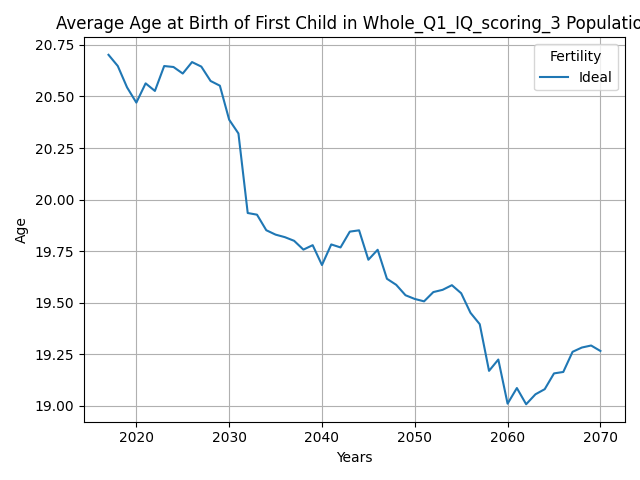 Average Age at Birth of First Child in Whole_Q1_IQ_scoring_3 Populatio
20.75
20.50
20.25
20.00
19.75
19.50
19.25
19.00
Age
Fertility
Ideal
2020 2030 2040 2050 2060 2070
Years